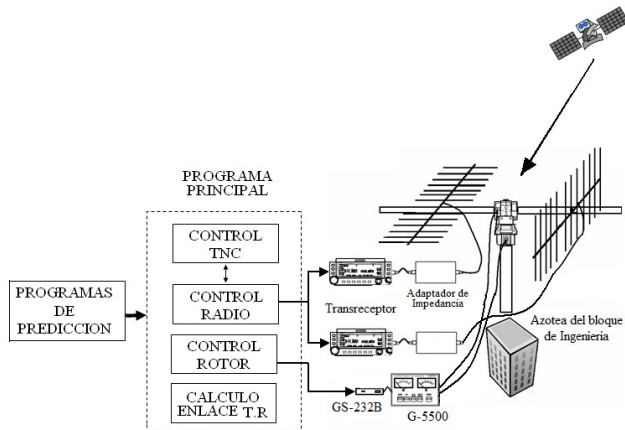 PROGRAMA
PRINCIPAL
CONTROL
TNC
CONTROL
RADIO
CONTROL
ROTOR
CALCULO
ENLACE T.R
PROGRAMAS
DE
PREDICCION
Transreceptor
Adaptador de
Impedancia
Azotea del bloque
de Ingenieria
GS-232B
G-5500